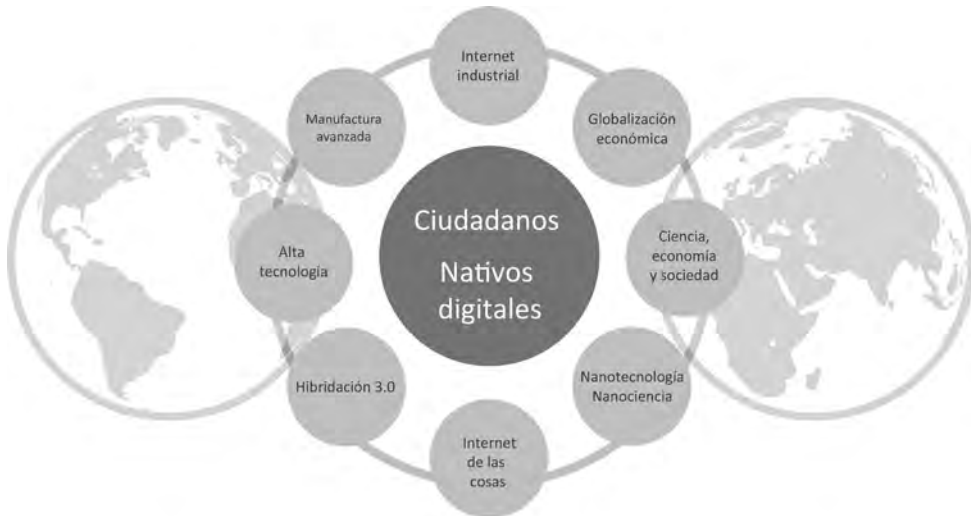 Internet
industrial
Manufactura
avanzada
Globalización
económica
Ciudadanos
Nativos
digitales
Alta
tecnología
Ciencia,
economía
y sociedad
Hibridación 3.0
Nanotecnología
Nanociencia
Internet
de las
cosas